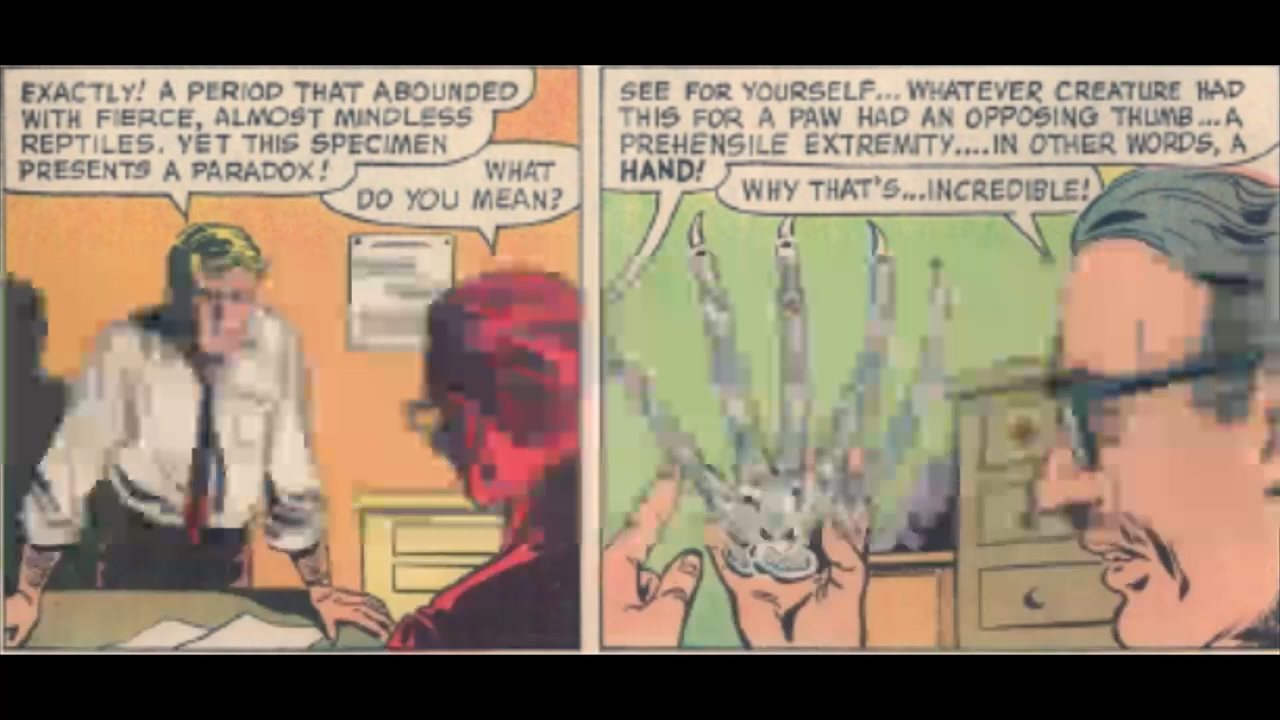 EXACTLY! A PERIOD THAT ABOUNDED
WITH FIERCE, ALMOST MINDLESS
REPTILES. YET THIS SPECIMEN
PRESENTS A PARADOX!
WHAT
DO YOU MEAN?
SEE FOR YOURSELF... WHATEVER CREATURE HAD
THIS FOR A PAW HAD AN OPPOSING THUMB...A
PREHENSILE EXTREMITY....IN OTHER WORDS, A
HAND!
WHY THAT'S...INCREDIBLE!